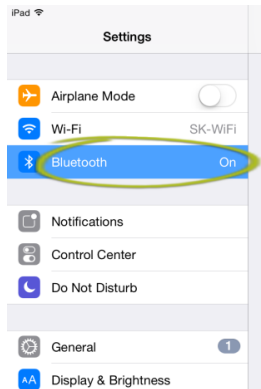 iPad
Settings
Airplane Mode
Wi-Fi SK-WiFi
Bluetooth On
Notifications
Control Center
Do Not Disturb
General 1
AA Display & Brightness